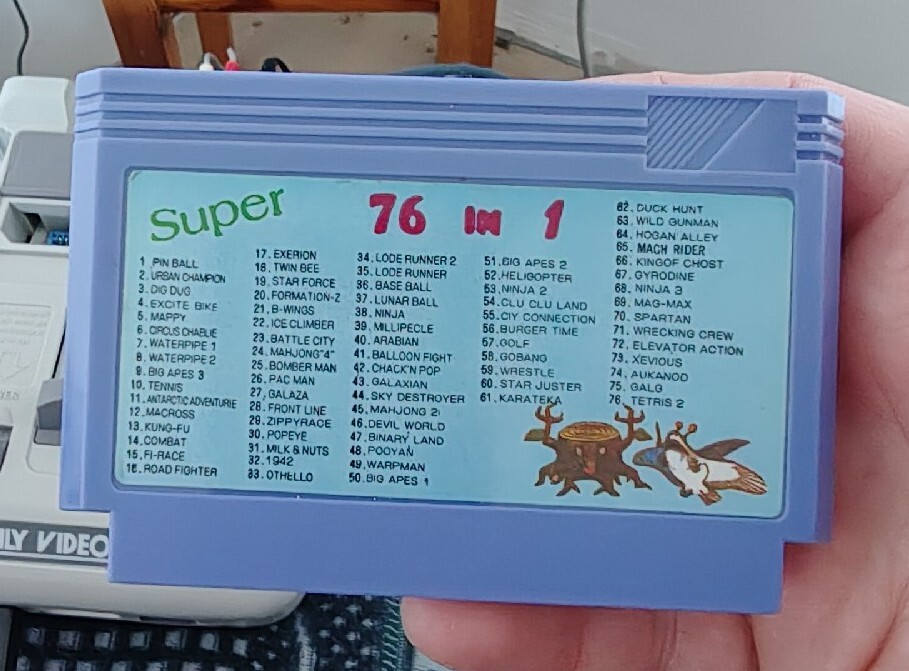 Super
76 IN 1
1 PIN BALL
2. URBAN CHAMPION
3. DIG DUG
4. EXCITE BIKE
5. MAPPY
6. CIRCUS CHABLIE
7. WATERPIPE 1
8. WATERPIPE 2
9. BIG APES 3
10. TENNIS
11. ANTARCTIC ADVENTURIE
12. MACROSS
13. KUNG-FU
14. COMBAT
15. FI-RACE
16. ROAD FIGHTER
17. EXERION
18. TWIN BEE
19. STAR FORCE
20. FORMATION-Z
21. B-WINGS
22. ICE CLIMBER
23. BATTLE CITY
24. MAHJONG"4"
25. BOMBER MAN
26. PAC MAN
27. GALAZA
28. FRONT LINE
29. ZIPPYRACE
30. POPEYE
31. MILK & NUTS
32. 1942
33. OTHELLO
34. LODE RUNNER 2
35. LODE RUNNER
36. BASE BALL
37. LUNAR BALL
38. NINJA
39. MILLIPECLE
40. ARABIAN
41. BALLOON FIGHT
42. CHACK'N POP
43. GALAXIAN
44. SKY DESTROYER
45. MAHJONG 2
46. DEVIL WORLD
47. BINARY LAND
48. POOYAN
49. WARPMAN
50. BIG APES 1
51. BIG APES 2
52. HELIGOPTER
53. NINJA 2
54. CLU CLU LAND
55. CIY CONNECTION
56. BURGER TIME
57. GOLF
58. GOBANG
59. WRESTLE
60. STAR JUSTER
61. KARATEKA
62. DUCK HUNT
63. WILD GUNMAN
64. HOGAN ALLEY
65. MACH RIDER
66. KINGOF CHOST
67. GYRODINE
68. NINJA 3
69. MAG-MAX
70. SPARTAN
71. WRECKING CREW
72. ELEVATOR ACTION
73. XEVIOUS
74. AUKANOD
75. GALG
76. TETRIS 2
ILY VIDEO